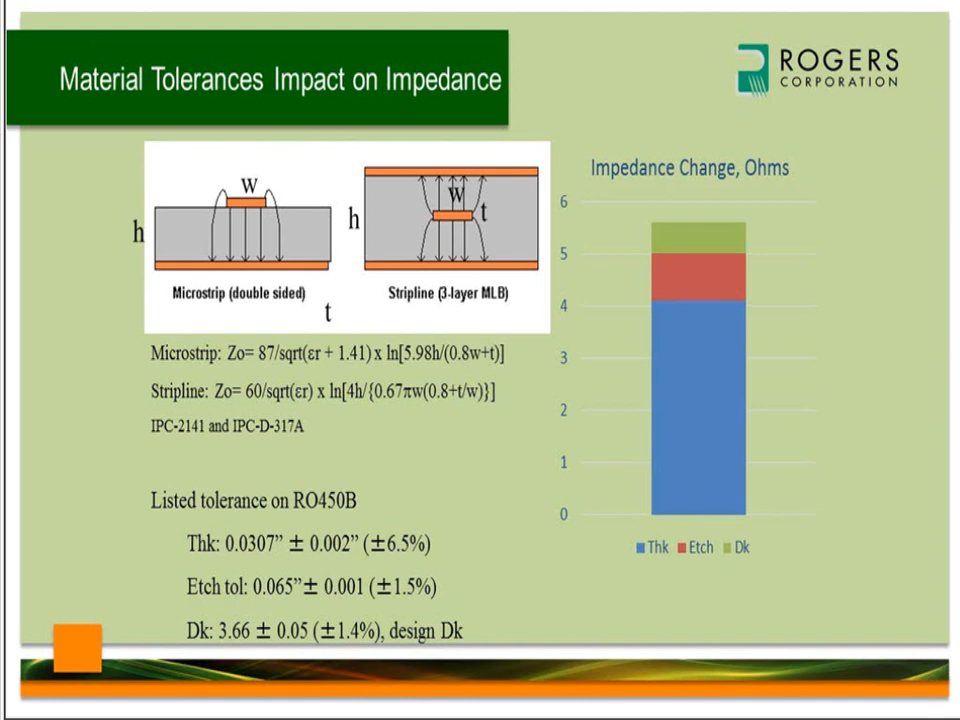 Material Tolerances Impact on Impedance
ROGERS
CORPORATION
w
h
Microstrip (double sided)
t
h
w
t
Stripline (3-layer MLB)
Microstrip: Zo= 87/sqrt(εr + 1.41) x ln[5.98h/(0.8w+t)]
Stripline: Zo= 60/sqrt(εr) x ln[4h/{0.67πw(0.8+t/w)}]
IPC-2141 and IPC-D-317A
Listed tolerance on RO450B
Thk: 0.0307” ± 0.002” (±6.5%)
Etch tol: 0.065”± 0.001 (±1.5%)
Dk: 3.66 ± 0.05 (±1.4%), design Dk
Impedance Change, Ohms
6
5
4
3
2
1
0
Thk Etch Dk